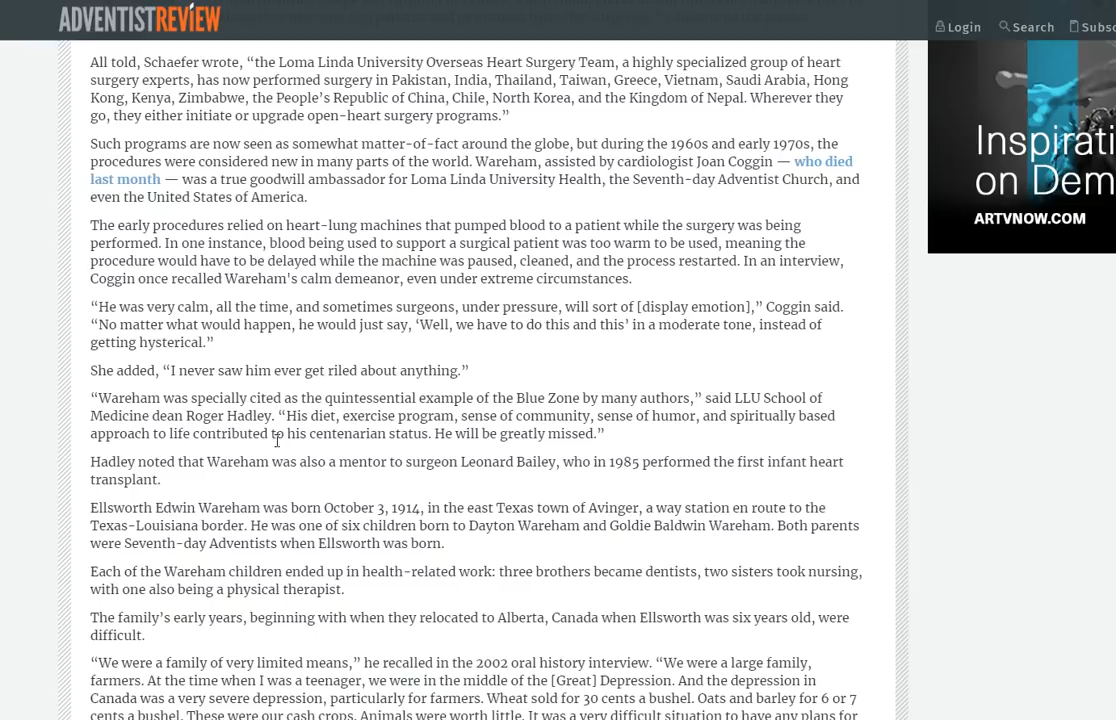 ADVENTISTREVIEW
Login Search Subsc
All told, Schaefer wrote, “the Loma Linda University Overseas Heart Surgery Team, a highly specialized group of heart
surgery experts, has now performed surgery in Pakistan, India, Thailand, Taiwan, Greece, Vietnam, Saudi Arabia, Hong
Kong, Kenya, Zimbabwe, the People’s Republic of China, Chile, North Korea, and the Kingdom of Nepal. Wherever they
go, they either initiate or upgrade open-heart surgery programs.”
Such programs are now seen as somewhat matter-of-fact around the globe, but during the 1960s and early 1970s, the
procedures were considered new in many parts of the world. Wareham, assisted by cardiologist Joan Coggin — who died
last month — was a true goodwill ambassador for Loma Linda University Health, the Seventh-day Adventist Church, and
even the United States of America.
The early procedures relied on heart-lung machines that pumped blood to a patient while the surgery was being
performed. In one instance, blood being used to support a surgical patient was too warm to be used, meaning the
procedure would have to be delayed while the machine was paused, cleaned, and the process restarted. In an interview,
Coggin once recalled Wareham’s calm demeanor, even under extreme circumstances.
“He was very calm, all the time, and sometimes surgeons, under pressure, will sort of [display emotion],” Coggin said.
“No matter what would happen, he would just say, ‘Well, we have to do this and this’ in a moderate tone, instead of
getting hysterical.”
She added, “I never saw him ever get riled about anything.”
“Wareham was specially cited as the quintessential example of the Blue Zone by many authors,” said LLU School of
Medicine dean Roger Hadley. “His diet, exercise program, sense of community, sense of humor, and spiritually based
approach to life contributed to his centenarian status. He will be greatly missed.”
Hadley noted that Wareham was also a mentor to surgeon Leonard Bailey, who in 1985 performed the first infant heart
transplant.
Ellsworth Edwin Wareham was born October 3, 1914, in the east Texas town of Avinger, a way station en route to the
Texas-Louisiana border. He was one of six children born to Dayton Wareham and Goldie Baldwin Wareham. Both parents
were Seventh-day Adventists when Ellsworth was born.
Each of the Wareham children ended up in health-related work: three brothers became dentists, two sisters took nursing,
with one also being a physical therapist.
The family’s early years, beginning with when they relocated to Alberta, Canada when Ellsworth was six years old, were
difficult.
“We were a family of very limited means,” he recalled in the 2002 oral history interview. “We were a large family,
farmers. At the time when I was a teenager, we were in the middle of the [Great] Depression. And the depression in
Canada was a very severe depression, particularly for farmers. Wheat sold for 30 cents a bushel. Oats and barley for 6 or 7
cents a bushel. These were our cash crops. Animals were worth little. It was a very difficult situation to have any plans for
Inspirati
on Dem
ARTVNOW.COM